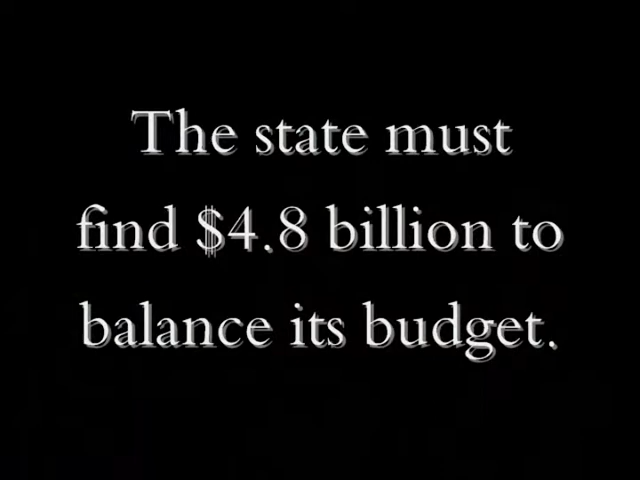 The state must
find $4.8 billion to
balance its budget.